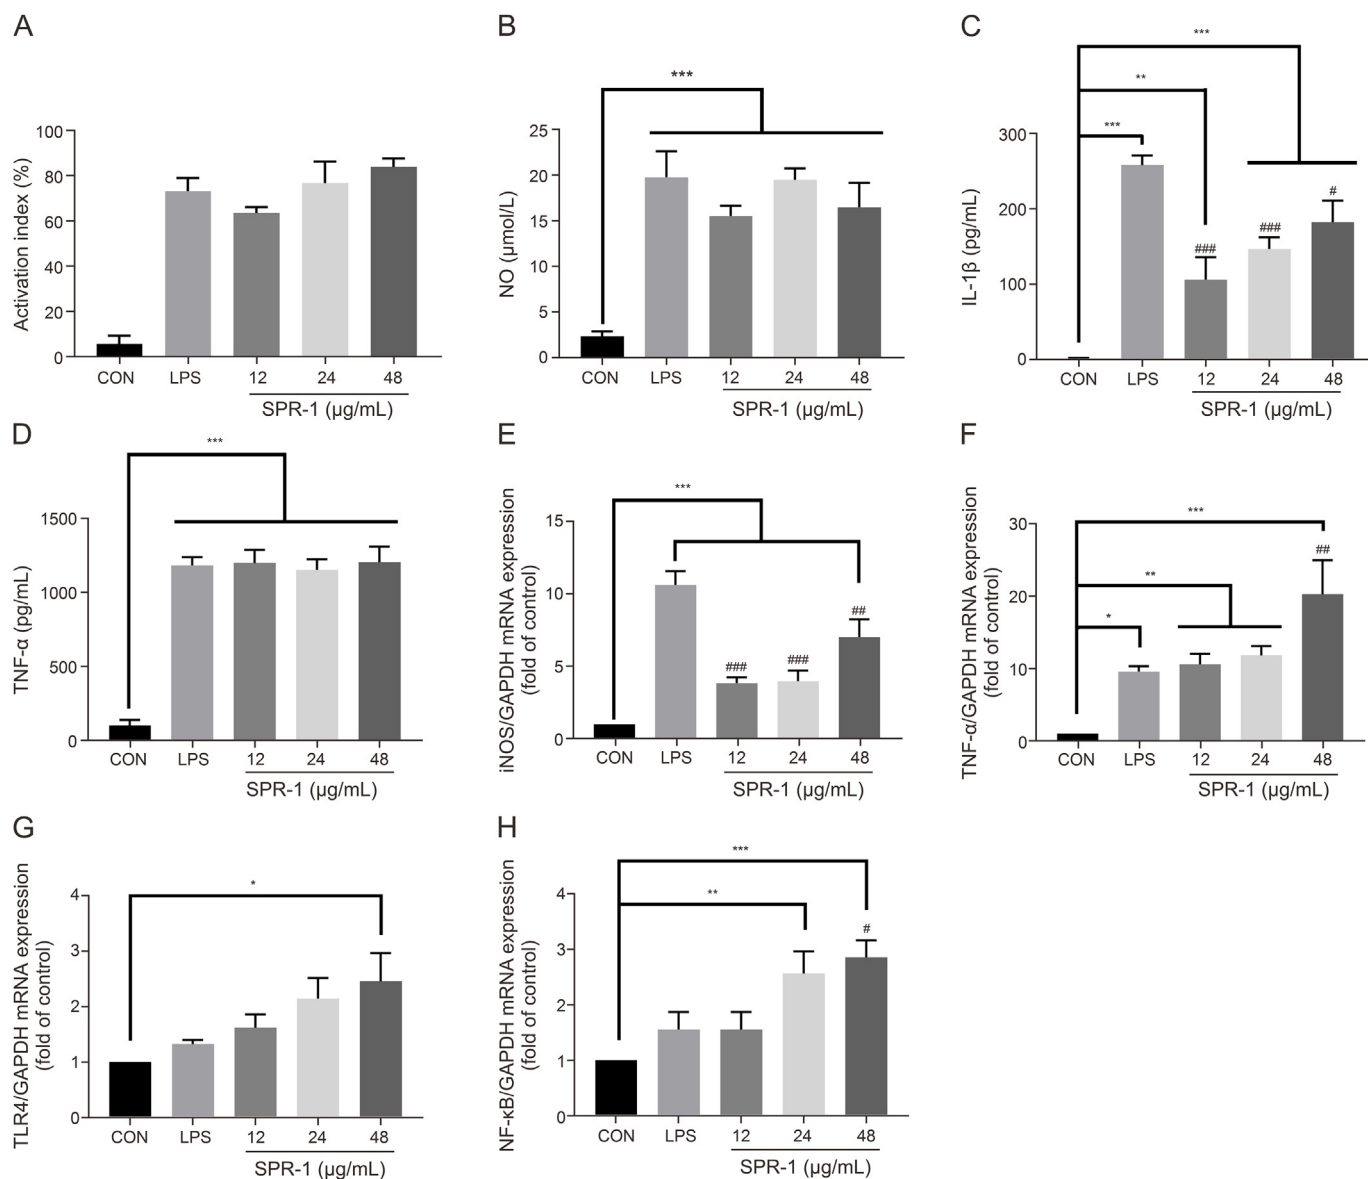 A
Activation index (%)
100
80
60
40
20
0
CON LPS 12 24 48
SPR-1 (µg/mL)
B
***
NO (µmol/L)
25
20
15
10
5
0
CON LPS 12 24 48
SPR-1 (µg/mL)
C
***
**
***
IL-1β (pg/mL)
300
200
100
0
### ### #
CON LPS 12 24 48
SPR-1 (µg/mL)
D
***
TNF-α (pg/mL)
1500
1000
500
0
CON LPS 12 24 48
SPR-1 (µg/mL)
E
***
iNOS/GAPDH mRNA expression
(fold of control)
15
10
5
0
### ### ##
CON LPS 12 24 48
SPR-1 (µg/mL)
F
***
**
*
##
TNF-α/GAPDH mRNA expression
(fold of control)
30
20
10
0
CON LPS 12 24 48
SPR-1 (µg/mL)
G
*
TLR4/GAPDH mRNA expression
(fold of control)
4
3
2
1
0
CON LPS 12 24 48
SPR-1 (µg/mL)
H
***
**
#
NF-κB/GAPDH mRNA expression
(fold of control)
4
3
2
1
0
CON LPS 12 24 48
SPR-1 (µg/mL)